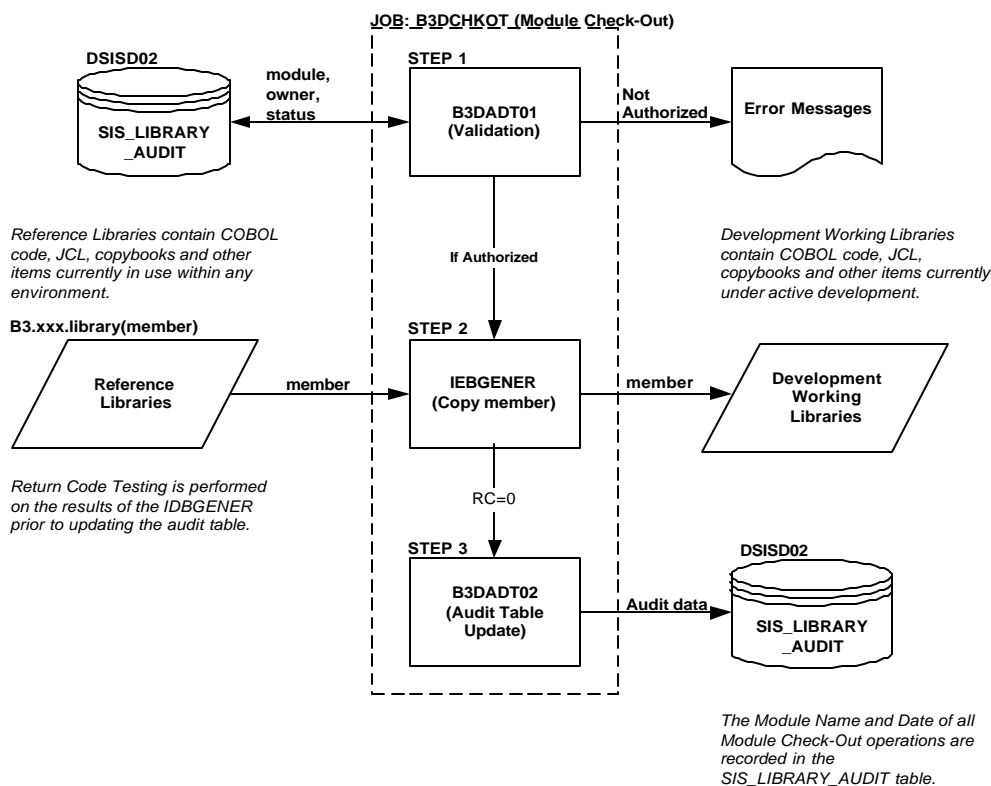 JOB: B3DCHKOT (Module Check-Out)
DSISD02
SIS_LIBRARY
_AUDIT
module,
owner,
status
STEP 1
B3DADT01
(Validation)
Not
Authorized
Error Messages
Reference Libraries contain COBOL
code, JCL, copybooks and other
items currently in use within any
environment.
If Authorized
Development Working Libraries
contain COBOL code, JCL,
copybooks and other items currently
under active development.
B3.xxx.library(member)
Reference
Libraries
member
STEP 2
IEBGENER
(Copy member)
member
Development
Working
Libraries
Return Code Testing is performed
on the results of the IDBGENER
prior to updating the audit table.
RC=0
STEP 3
B3DADT02
(Audit Table
Update)
Audit data
DSISD02
SIS_LIBRARY
_AUDIT
The Module Name and Date of all
Module Check-Out operations are
recorded in the
SIS_LIBRARY_AUDIT table.